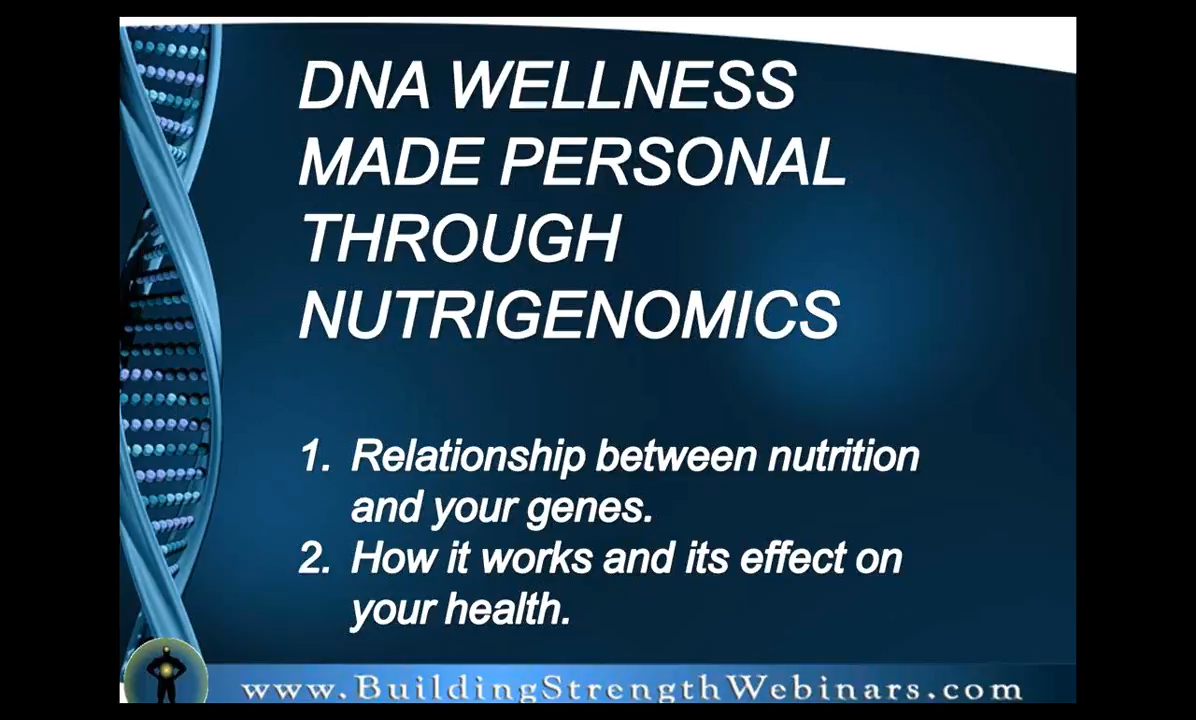 DNA WELLNESS
MADE PERSONAL
THROUGH
NUTRIGENOMICS
1. Relationship between nutrition
and your genes.
2. How it works and its effect on
your health.
www.BuildingStrengthWebinars.com